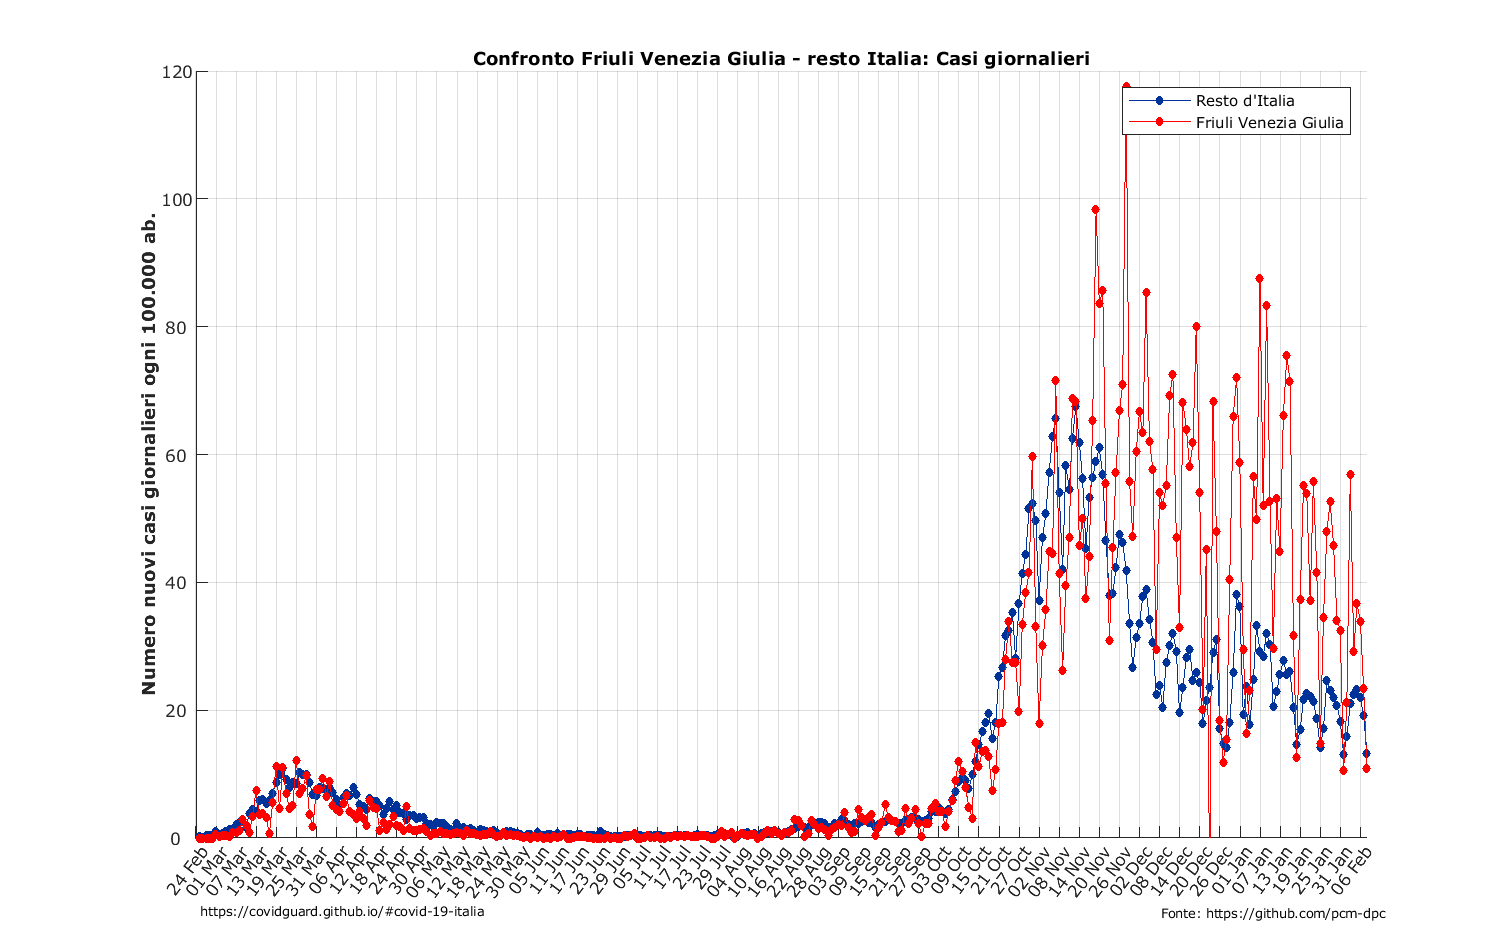 Confronto Friuli Venezia Giulia - resto Italia: Casi giornalieri
Numero nuovi casi giornalieri ogni 100.000 ab.
120
100
80
60
40
20
0
Resto d'Italia
Friuli Venezia Giulia
24 Feb
01 Mar
07 Mar
13 Mar
19 Mar
25 Mar
31 Mar
06 Apr
12 Apr
18 Apr
24 Apr
30 Apr
06 May
12 May
18 May
24 May
30 May
05 Jun
11 Jun
17 Jun
23 Jun
29 Jun
05 Jul
11 Jul
17 Jul
23 Jul
29 Jul
04 Aug
10 Aug
16 Aug
22 Aug
28 Aug
03 Sep
09 Sep
15 Sep
21 Sep
27 Sep
03 Oct
09 Oct
15 Oct
21 Oct
27 Oct
02 Nov
08 Nov
14 Nov
20 Nov
26 Nov
02 Dec
08 Dec
14 Dec
20 Dec
26 Dec
01 Jan
07 Jan
13 Jan
19 Jan
25 Jan
31 Jan
06 Feb
https://covidguard.github.io/#covid-19-italia
Fonte: https://github.com/pcm-dpc